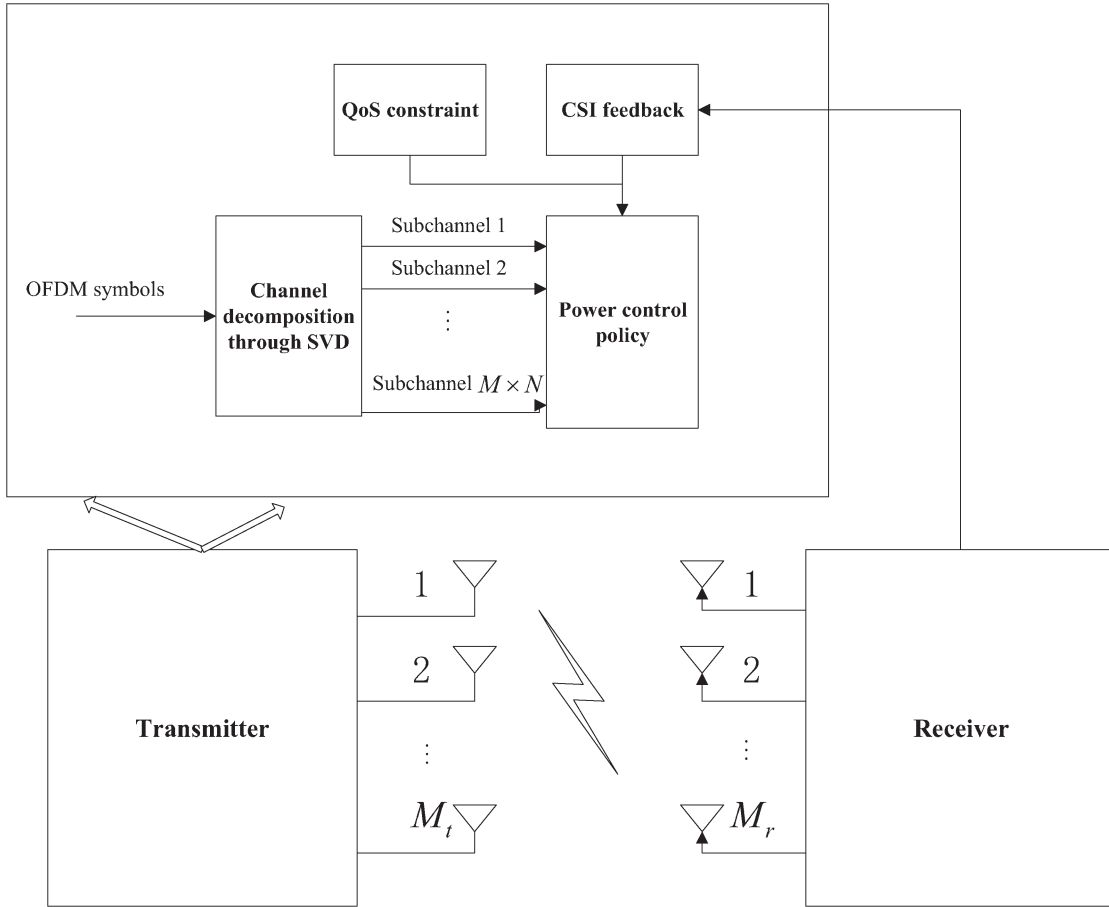 QoS constraint
CSI feedback
OFDM symbols
Channel
decomposition
through SVD
Subchannel 1
Subchannel 2
⋮
Subchannel M × N
Power control
policy
Transmitter
1
2
⋮
M_t
1
2
⋮
M_r
Receiver